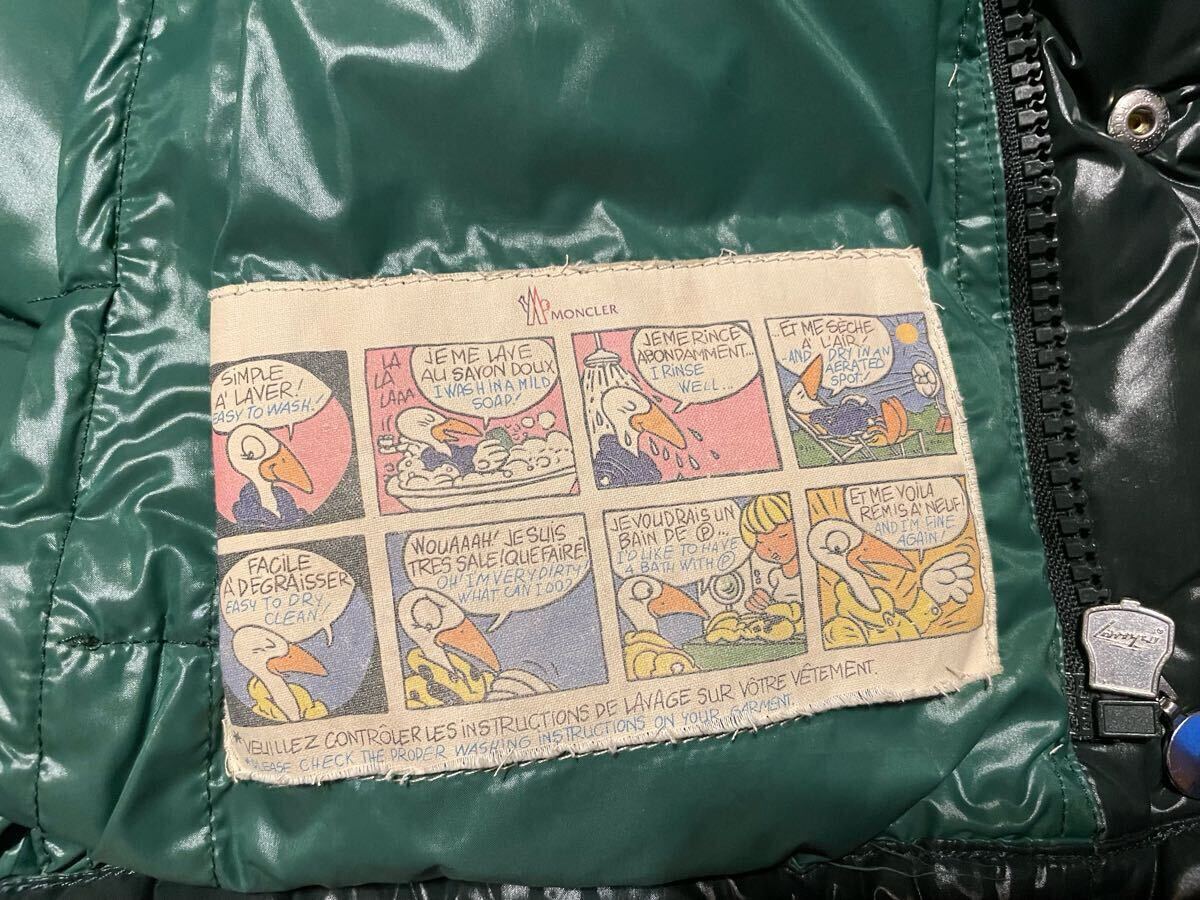 MONCLER
SIMPLE
A' LAVER!
EASY TO WASH!
LA
LA
LAAA
JE ME LAVE
AU SAVON DOUX
I WASH IN A MILD
SOAP!
JE ME RINCE
ABONDAMMENT...
I RINSE
WELL...
...ET ME SÈCHE
A' L'AIR!
AND I DRY IN AN
AERATED
SPOT!
FACILE
A' DEGRAISSER
EASY TO DRY
CLEAN!
WOUAAAH! JE SUIS
TRES SALE! QUE FAIRE?
OH! I'M VERY DIRTY
WHAT CAN I DO?
JE VOUDRAIS UN
BAIN DE Ⓟ...
I'D LIKE TO HAVE
A BATH WITH Ⓟ
ET ME VOILA
REMIS A' NEUF
AND I'M FINE
AGAIN!
*VEUILLEZ CONTRÔLER LES INSTRUCTIONS DE LAVAGE SUR VÔTRE VÊTEMENT.
*PLEASE CHECK THE PROPER WASHING INSTRUCTIONS ON YOUR GARMENT.